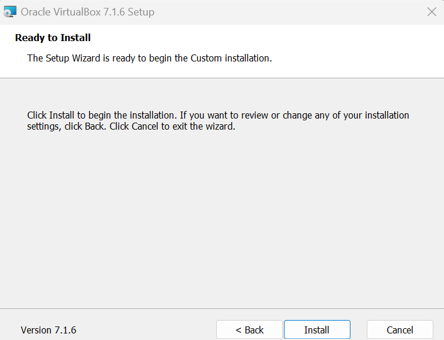 Oracle VirtualBox 7.1.6 Setup
Ready to Install
The Setup Wizard is ready to begin the Custom installation.
Click Install to begin the installation. If you want to review or change any of your installation
settings, click Back. Click Cancel to exit the wizard.
Version 7.1.6
< Back
Install
Cancel